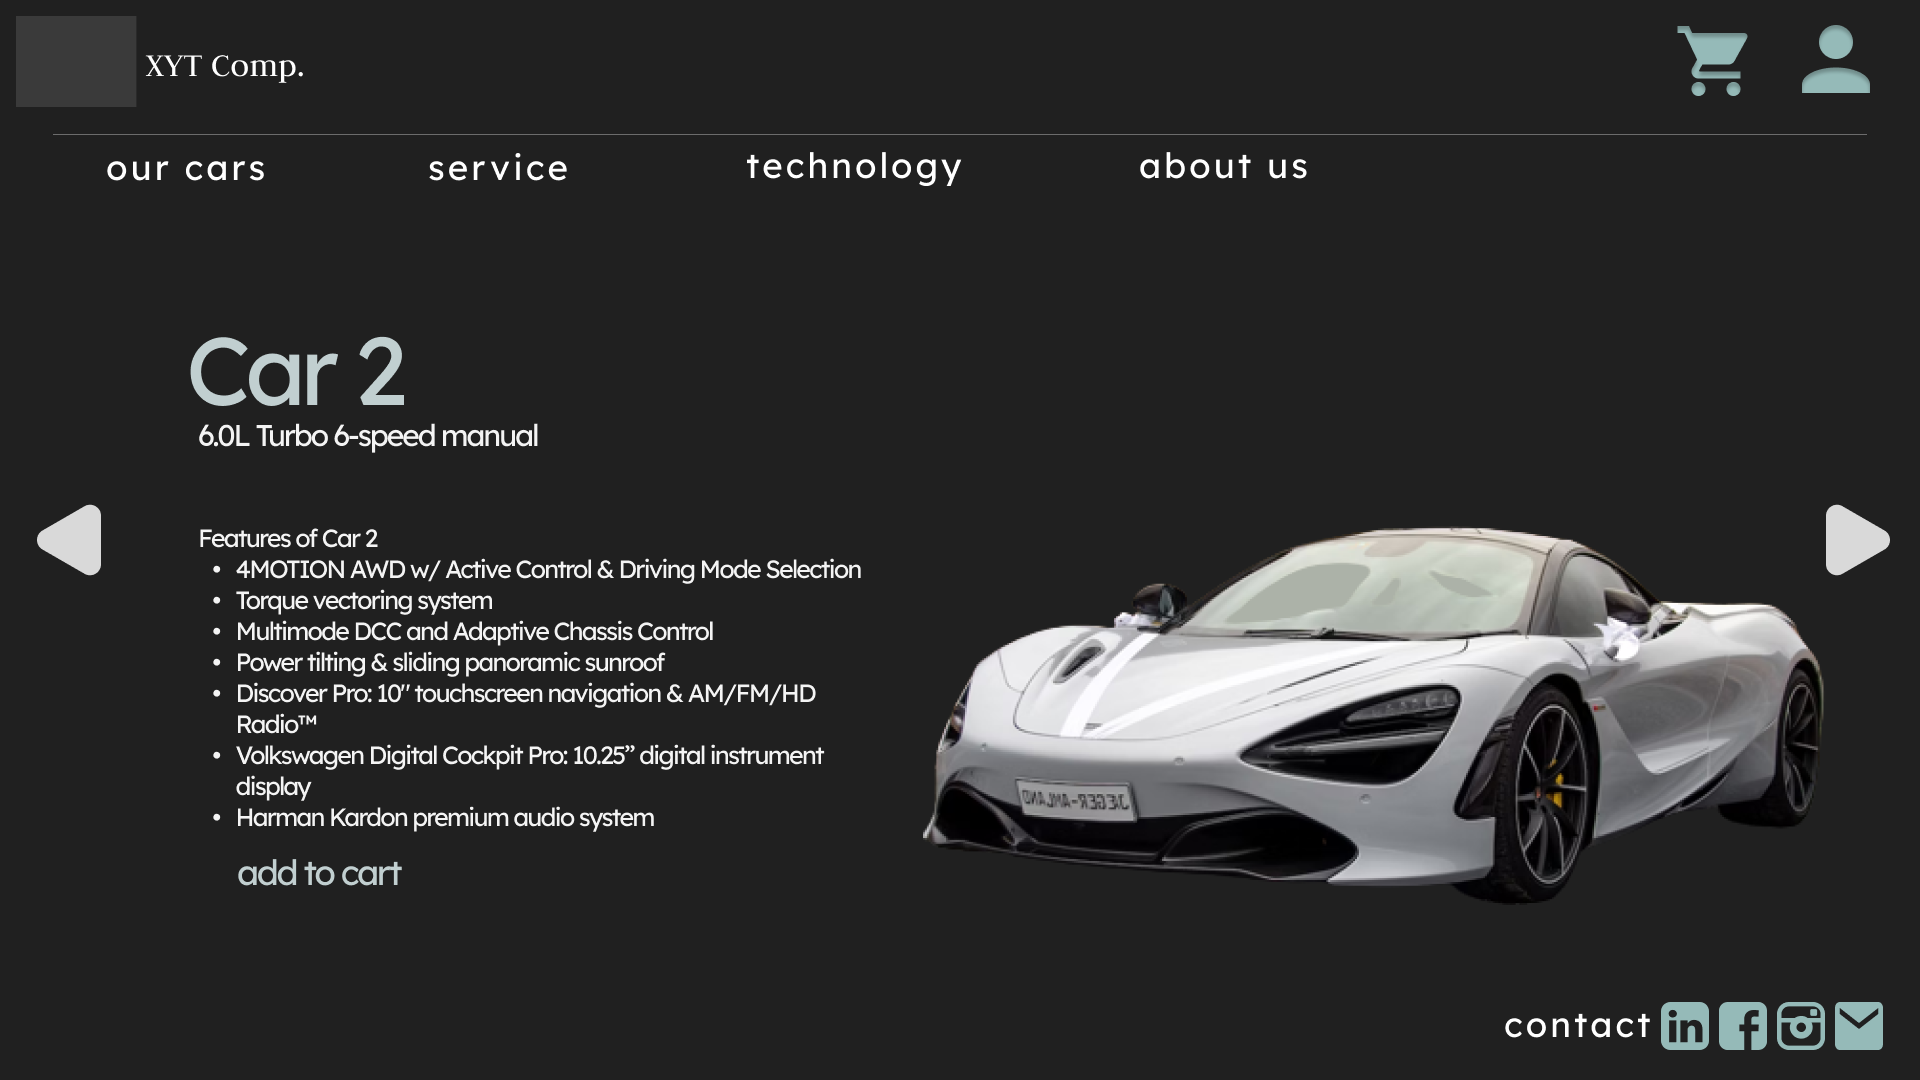 XYT Comp.
our cars
service
technology
about us
Car 2
6.0L Turbo 6-speed manual
Features of Car 2
• 4MOTION AWD w/ Active Control & Driving Mode Selection
• Torque vectoring system
• Multimode DCC and Adaptive Chassis Control
• Power tilting & sliding panoramic sunroof
• Discover Pro: 10" touchscreen navigation & AM/FM/HD
Radio™
• Volkswagen Digital Cockpit Pro: 10.25” digital instrument
display
• Harman Kardon premium audio system
JEGER-AMLAND
add to cart
contact
in
f